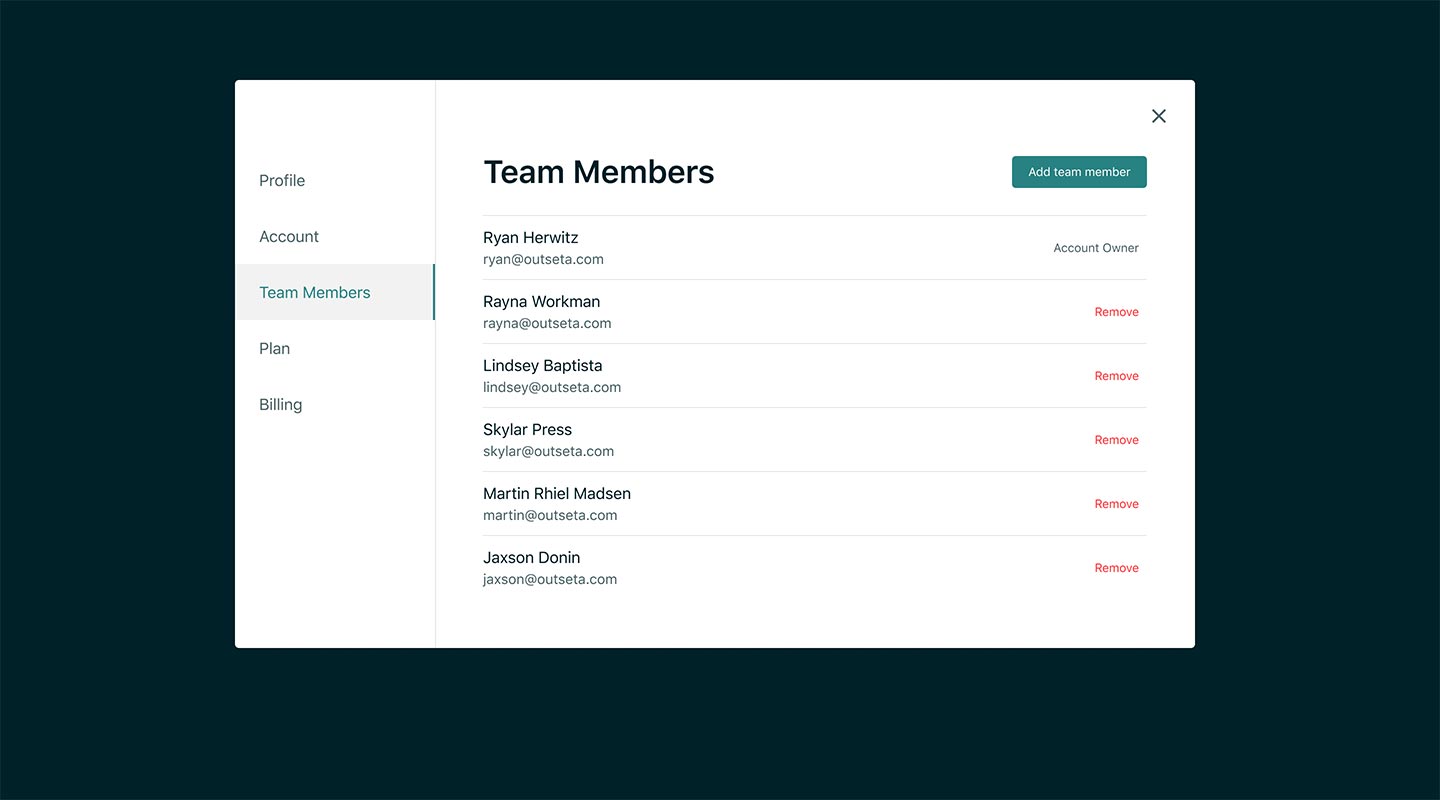 Profile
Account
Team Members
Plan
Billing
Team Members
Add team member
Ryan Herwitz
ryan@outseta.com
Account Owner
Rayna Workman
rayna@outseta.com
Remove
Lindsey Baptista
lindsey@outseta.com
Remove
Skylar Press
skylar@outseta.com
Remove
Martin Rhiel Madsen
martin@outseta.com
Remove
Jaxson Donin
jaxson@outseta.com
Remove